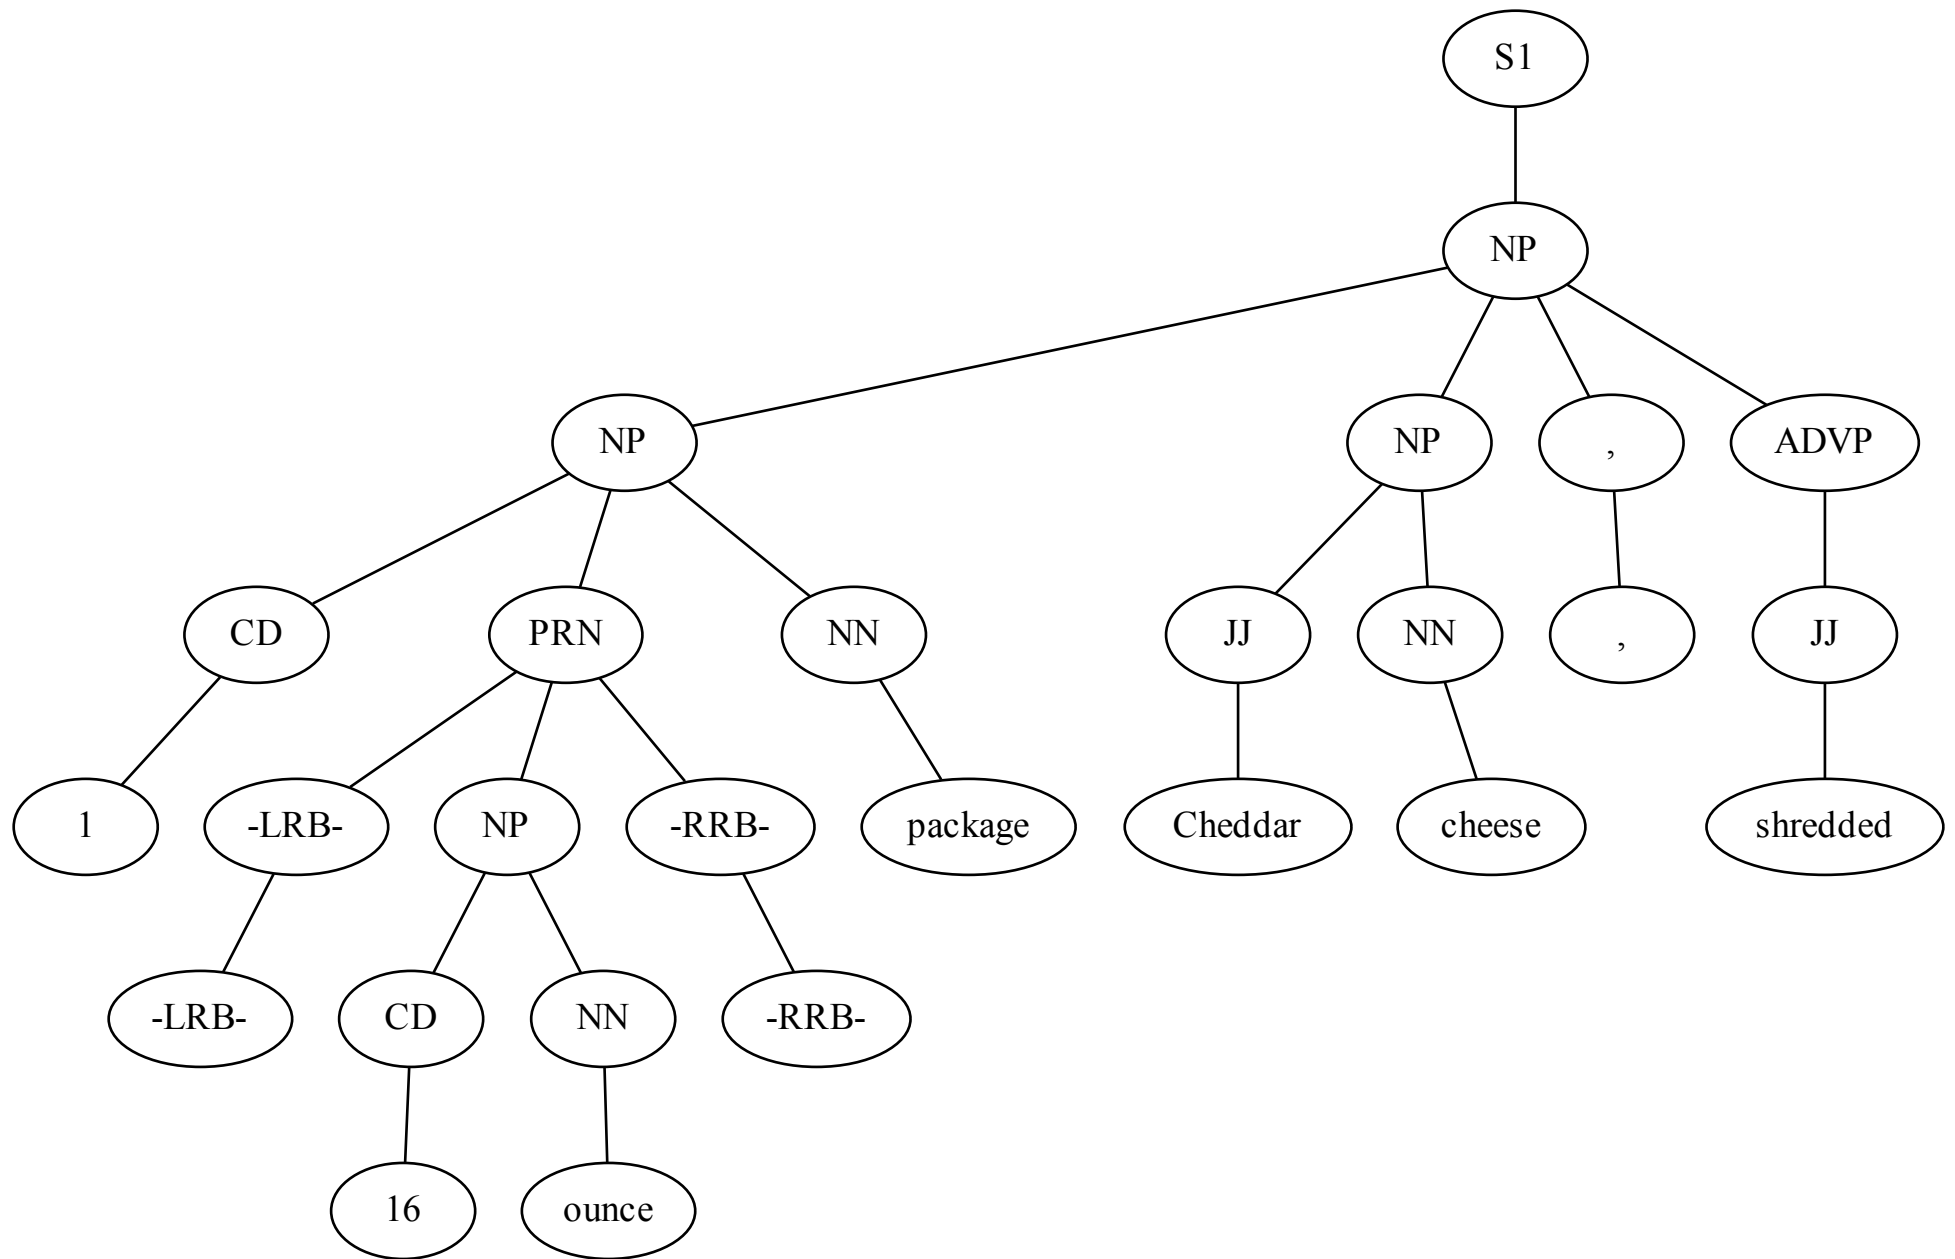 S1
NP
NP NP , ADVP
CD PRN NN JJ NN , JJ
1 -LRB- NP -RRB- package Cheddar cheese shredded
-LRB- CD NN -RRB-
16 ounce